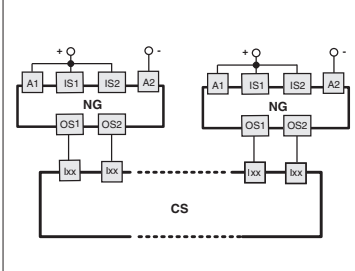 + - + -
A1 IS1 IS2 A2 A1 IS1 IS2 A2
NG NG
OS1 OS2 OS1 OS2
Ixx Ixx Ixx Ixx
CS